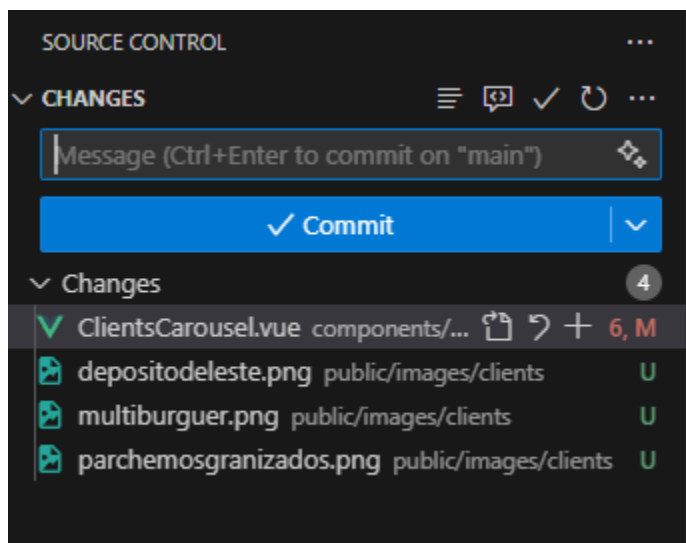 SOURCE CONTROL
CHANGES
Message (Ctrl+Enter to commit on "main")
Commit
Changes 4
ClientsCarousel.vue components/... 6, M
depositodeleste.png public/images/clients U
multiburguer.png public/images/clients U
parchemosgranizados.png public/images/clients U